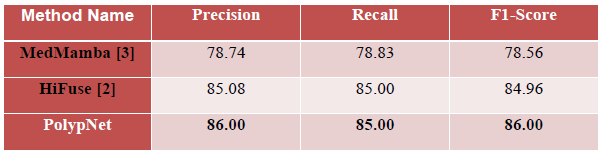 Method Name Precision Recall F1-Score
MedMamba [3] 78.74 78.83 78.56
HiFuse [2] 85.08 85.00 84.96
PolypNet 86.00 85.00 86.00